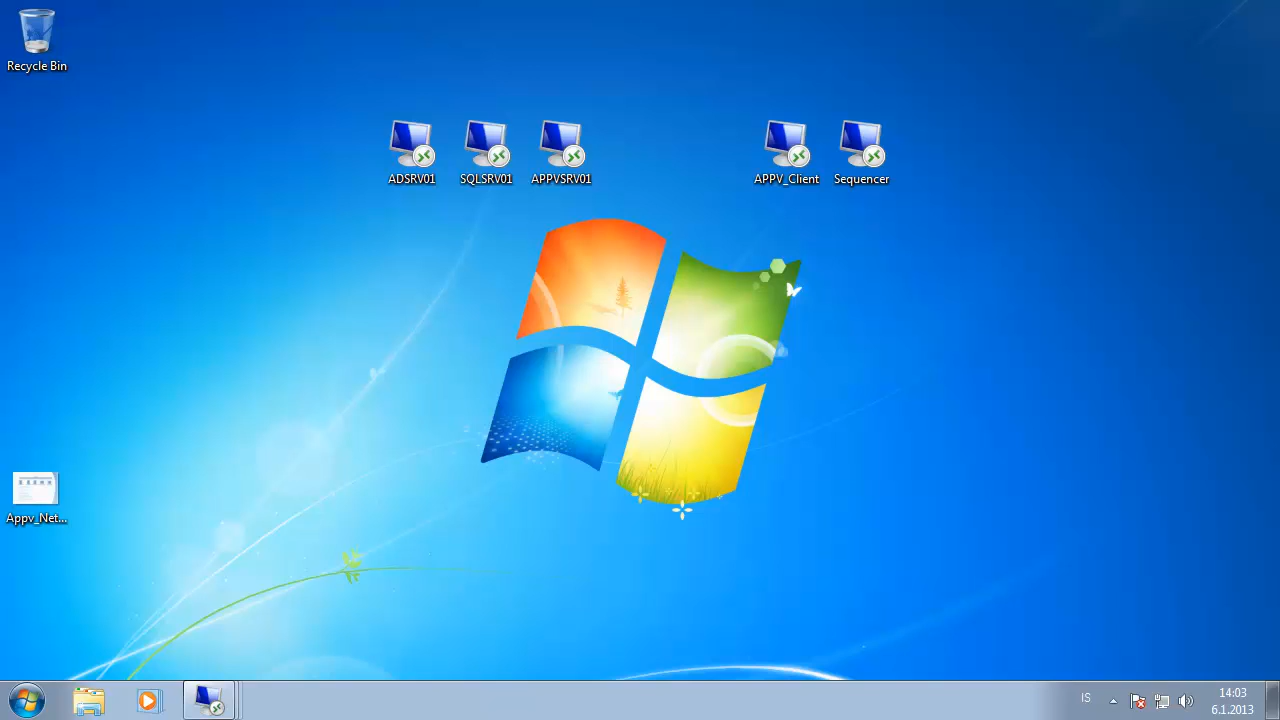 Recycle Bin
ADSRV01
SQLSRV01
APPVSRV01
APPV_Client
Sequencer
Appv_Net...
IS
14:03
6.1.2013